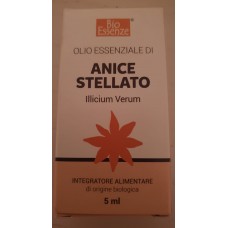 Bio
Essenze
OLIO ESSENZIALE DI
ANICE
STELLATO
Illicium Verum
INTEGRATORE ALIMENTARE
di origine biologica
5 ml